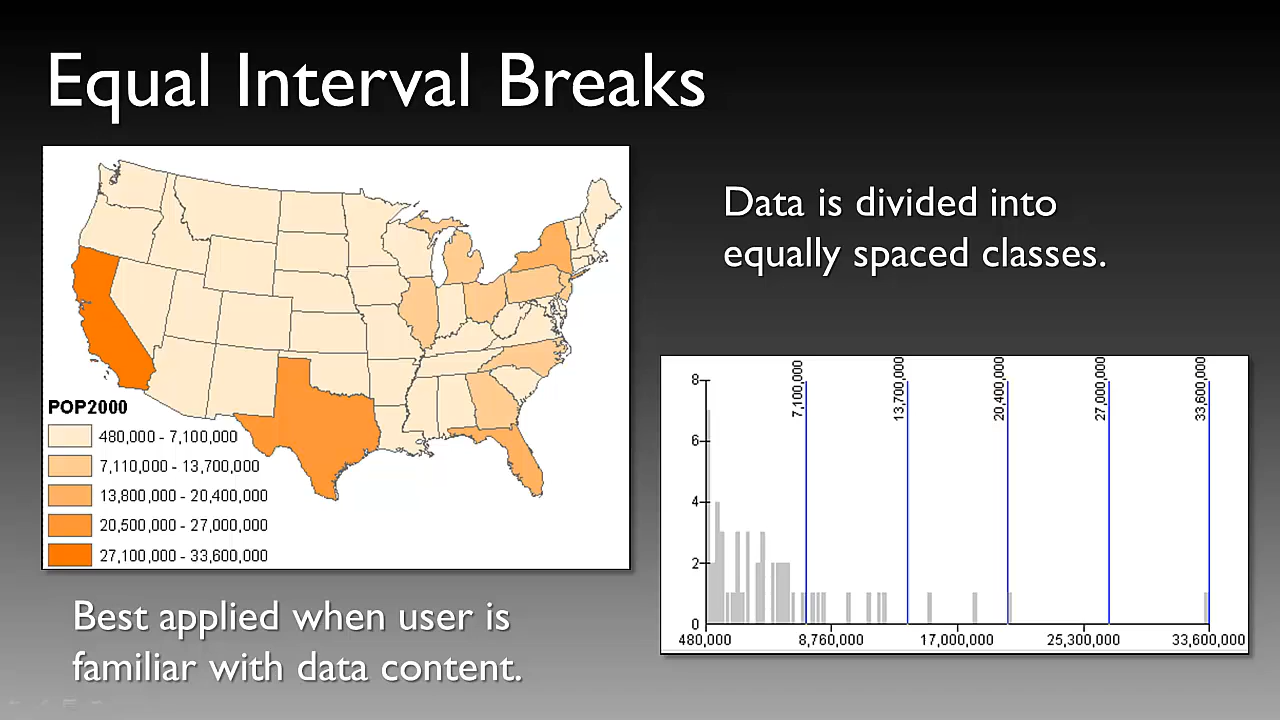 Equal Interval Breaks
Data is divided into
equally spaced classes.
POP2000
480,000 - 7,100,000
7,110,000 - 13,700,000
13,800,000 - 20,400,000
20,500,000 - 27,000,000
27,100,000 - 33,600,000
7,100,000
13,700,000
20,400,000
27,000,000
33,600,000
8
6
4
2
0
480,000
8,760,000
17,000,000
25,300,000
33,600,000
Best applied when user is
familiar with data content.